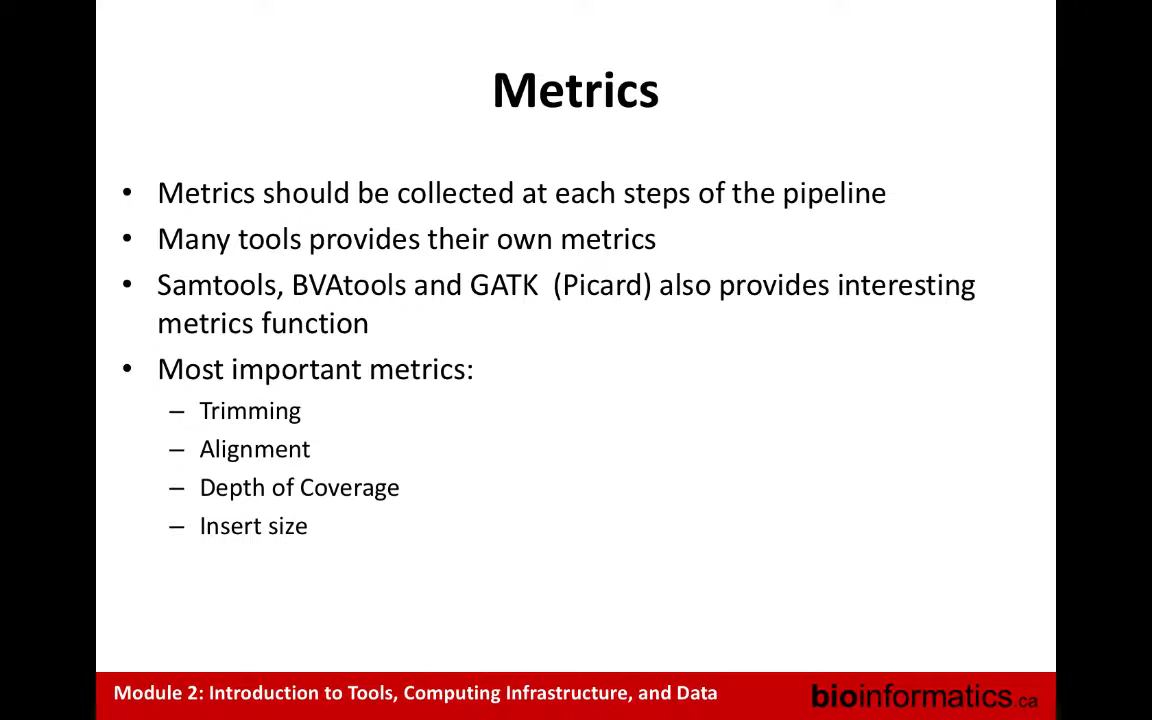 Metrics
• Metrics should be collected at each steps of the pipeline
• Many tools provides their own metrics
• Samtools, BVAtools and GATK (Picard) also provides interesting
metrics function
• Most important metrics:
– Trimming
– Alignment
– Depth of Coverage
– Insert size
Module 2: Introduction to Tools, Computing Infrastructure, and Data
bioinformatics.ca